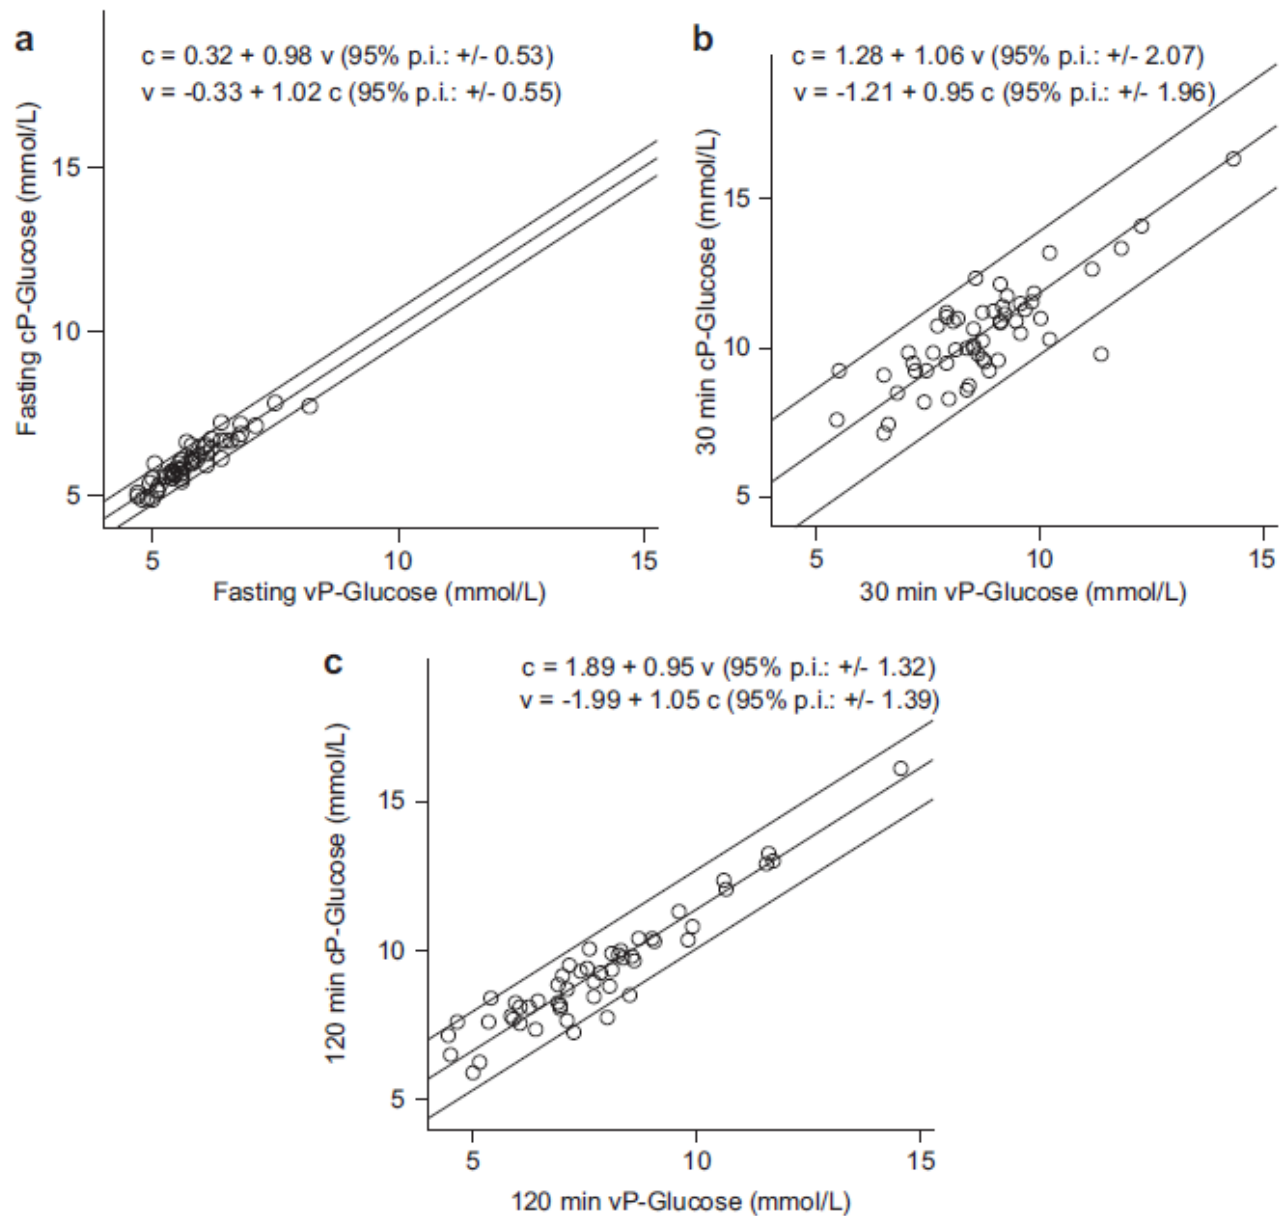 a
c = 0.32 + 0.98 v (95% p.i.: +/- 0.53)
v = -0.33 + 1.02 c (95% p.i.: +/- 0.55)
Fasting cP-Glucose (mmol/L)
15
10
5
5
10
15
Fasting vP-Glucose (mmol/L)
b
c = 1.28 + 1.06 v (95% p.i.: +/- 2.07)
v = -1.21 + 0.95 c (95% p.i.: +/- 1.96)
30 min cP-Glucose (mmol/L)
15
10
5
5
10
15
30 min vP-Glucose (mmol/L)
c
c = 1.89 + 0.95 v (95% p.i.: +/- 1.32)
v = -1.99 + 1.05 c (95% p.i.: +/- 1.39)
120 min cP-Glucose (mmol/L)
15
10
5
5
10
15
120 min vP-Glucose (mmol/L)